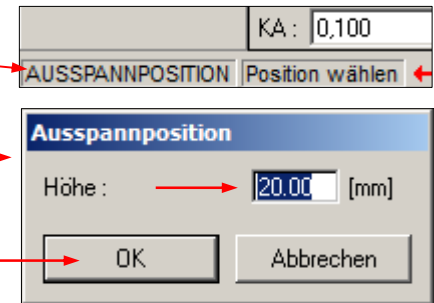 KA : 0,100
AUSSPANNPOSITION Position wählen
Ausspannposition
Höhe : 20.00 [mm]
OK Abbrechen